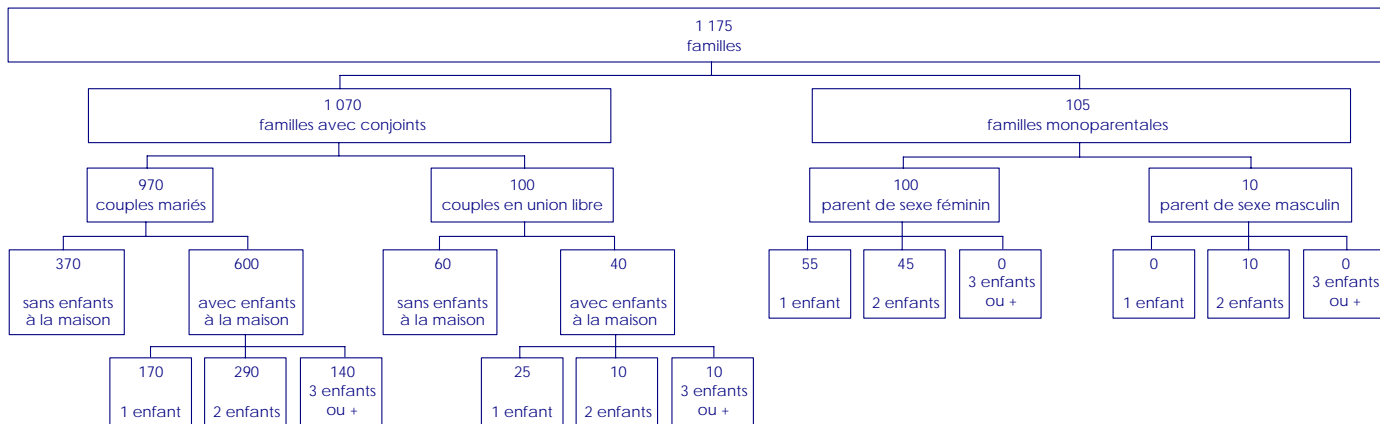 1 175
familles
1 070
familles avec conjoints
105
familles monoparentales
970
couples mariés
100
couples en union libre
100
parent de sexe féminin
10
parent de sexe masculin
370
sans enfants
à la maison
600
avec enfants
à la maison
60
sans enfants
à la maison
40
avec enfants
à la maison
55
1 enfant
45
2 enfants
0
3 enfants
ou +
0
1 enfant
10
2 enfants
0
3 enfants
ou +
170
1 enfant
290
2 enfants
140
3 enfants
ou +
25
1 enfant
10
2 enfants
10
3 enfants
ou +